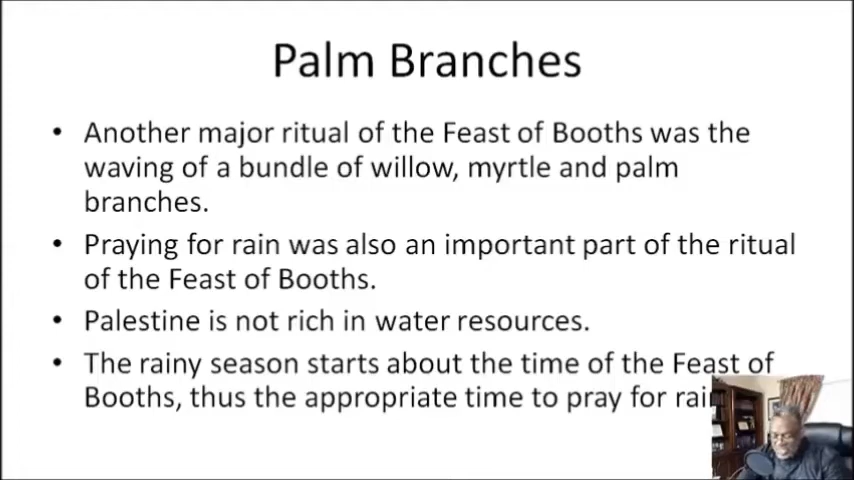 Palm Branches
• Another major ritual of the Feast of Booths was the
waving of a bundle of willow, myrtle and palm
branches.
• Praying for rain was also an important part of the ritual
of the Feast of Booths.
• Palestine is not rich in water resources.
• The rainy season starts about the time of the Feast of
Booths, thus the appropriate time to pray for rai